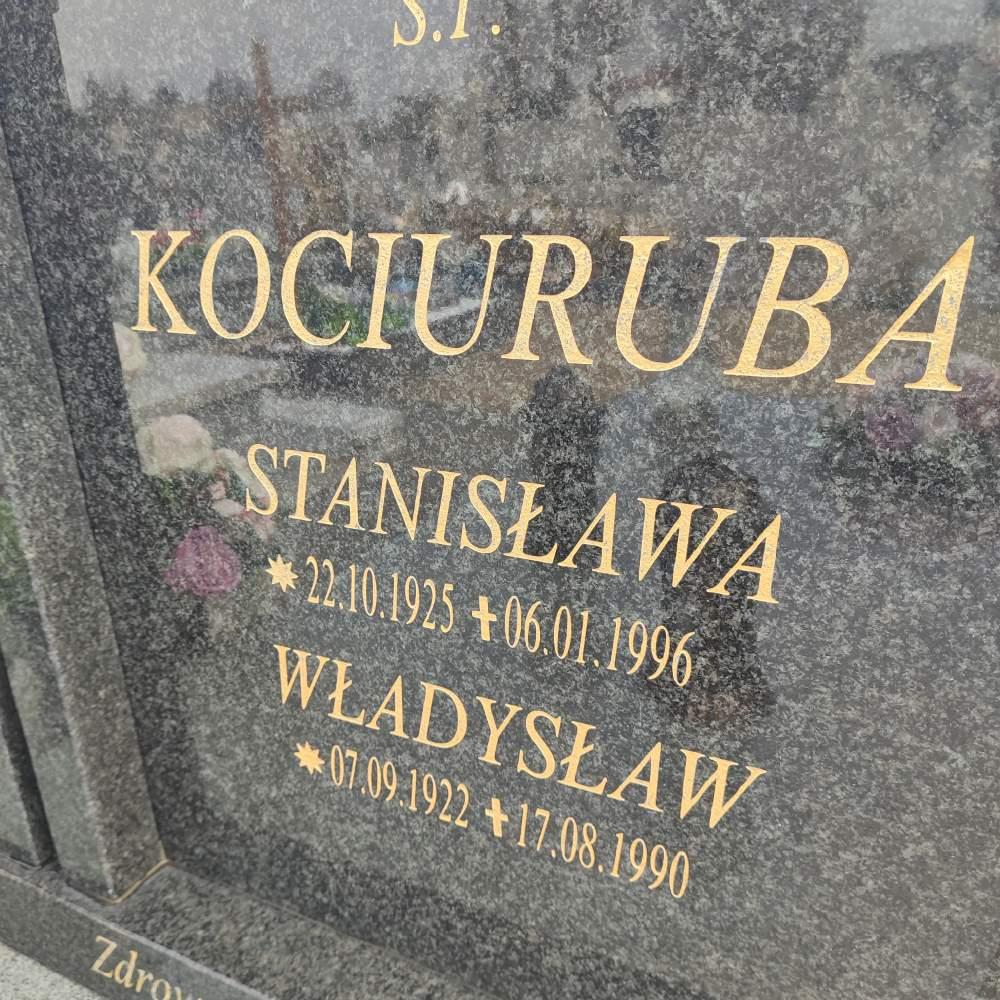 Ś.P.
KOCIURUBA
STANISŁAWA
✷ 22.10.1925 ✝ 06.01.1996
WŁADYSŁAW
✷ 07.09.1922 ✝ 17.08.1990